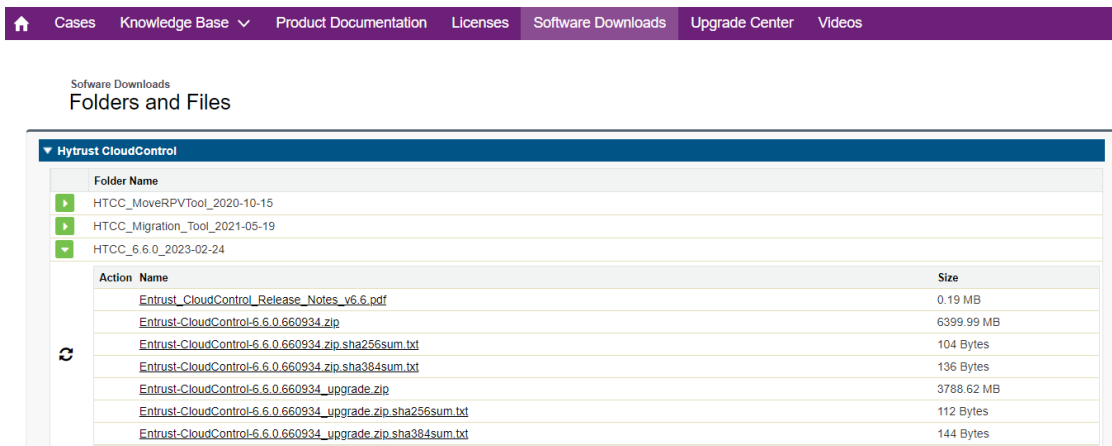 Cases Knowledge Base Product Documentation Licenses Software Downloads Upgrade Center Videos
Sofware Downloads
Folders and Files
Hytrust CloudControl
Folder Name
HTCC_MoveRPVTool_2020-10-15
HTCC_Migration_Tool_2021-05-19
HTCC_6.6.0_2023-02-24
Action Name Size
Entrust_CloudControl_Release_Notes_v6.6.pdf 0.19 MB
Entrust-CloudControl-6.6.0.660934.zip 6399.99 MB
Entrust-CloudControl-6.6.0.660934.zip.sha256sum.txt 104 Bytes
Entrust-CloudControl-6.6.0.660934.zip.sha384sum.txt 136 Bytes
Entrust-CloudControl-6.6.0.660934_upgrade.zip 3788.62 MB
Entrust-CloudControl-6.6.0.660934_upgrade.zip.sha256sum.txt 112 Bytes
Entrust-CloudControl-6.6.0.660934_upgrade.zip.sha384sum.txt 144 Bytes